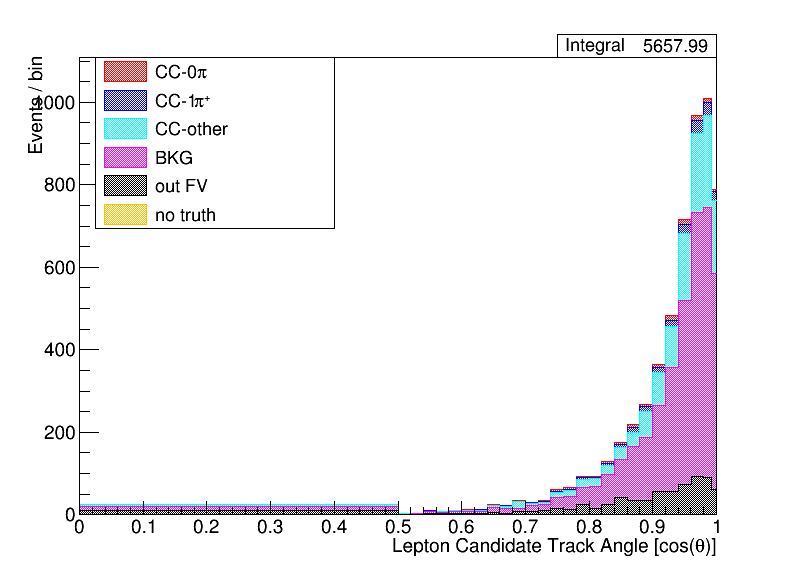 Integral 5657.99
Events / bin
CC-0π
CC-1π⁺
CC-other
BKG
out FV
no truth
1000
800
600
400
200
0
0 0.1 0.2 0.3 0.4 0.5 0.6 0.7 0.8 0.9 1
Lepton Candidate Track Angle [cos(θ)]